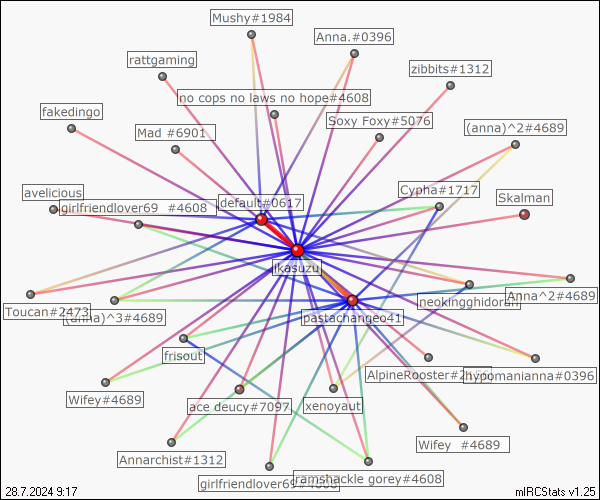 Mushy#1984
Anna.#0396
rattgaming
zibbits#1312
no cops no laws no hope#4608
fakedingo
Soxy Foxy#5076
(anna)^2#4689
Mad #6901
Cypha#1717
avelicious
Skalman
default#0617
girlfriendlover69 #4608
jkasuzu
Anna^2#4689
neokingghidorah
Toucan#2473
(anna)^3#4689
pastachangeo41
frisout
AlpineRooster#2
hypomanianna#0396
Wifey#4689
ace deucy#7097
xenoyaut
Wifey #4689
Annarchist#1312
ramshackle gorey#4608
girlfriendlover69#4608
28.7.2024 9:17
mIRCStats v1.25